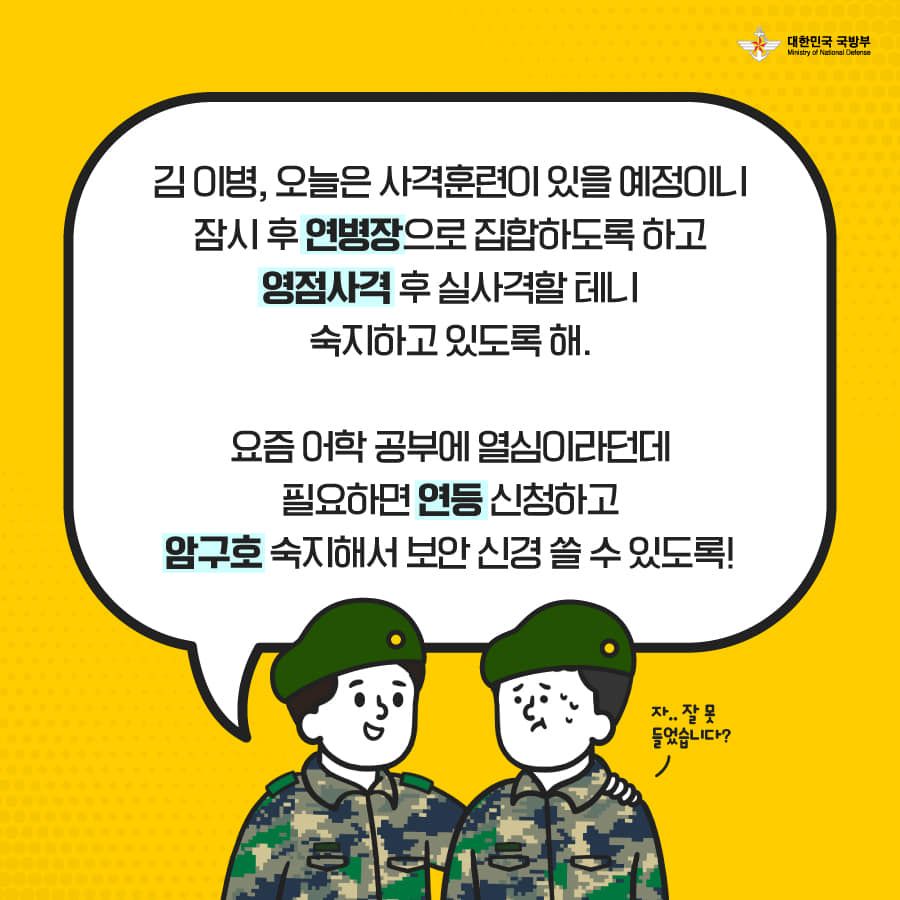 대한민국 국방부
Ministry of National Defense
김 이병, 오늘은 사격훈련이 있을 예정이니
잠시 후 연병장으로 집합하도록 하고
영점사격 후 실사격할 테니
숙지하고 있도록 해.
요즘 어학 공부에 열심이라던데
필요하면 연등 신청하고
암구호 숙지해서 보안 신경 쓸 수 있도록!
자.. 잘 못
들었습니다?